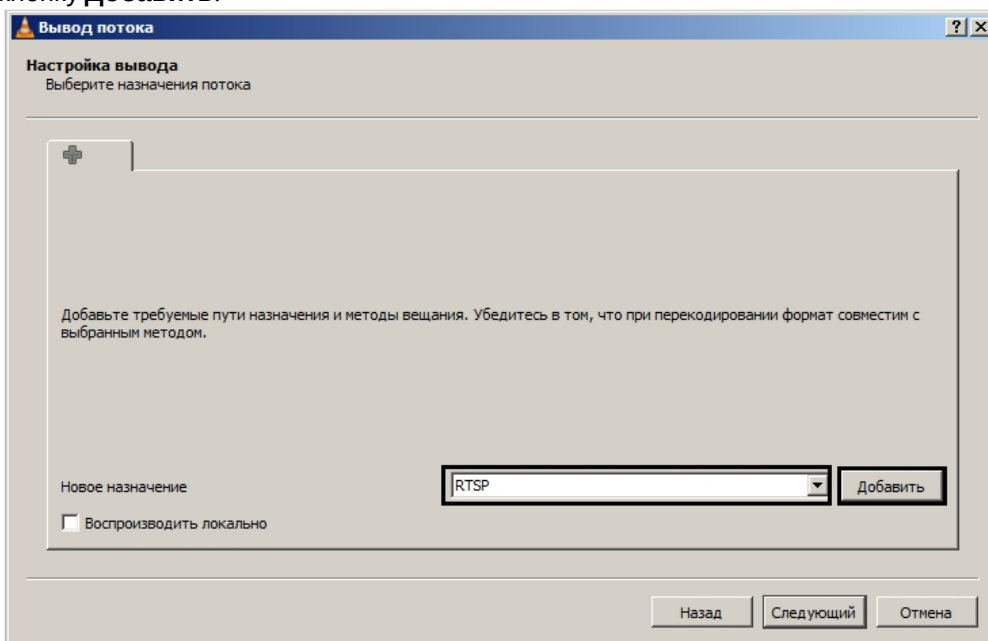 Добавить.
Вывод потока
Настройка вывода
Выберите назначения потока
Добавьте требуемые пути назначения и методы вещания. Убедитесь в том, что при перекодировании формат совместим с
выбранным методом.
Новое назначение
RTSP
Добавить
Воспроизводить локально
Назад
Следующий
Отмена